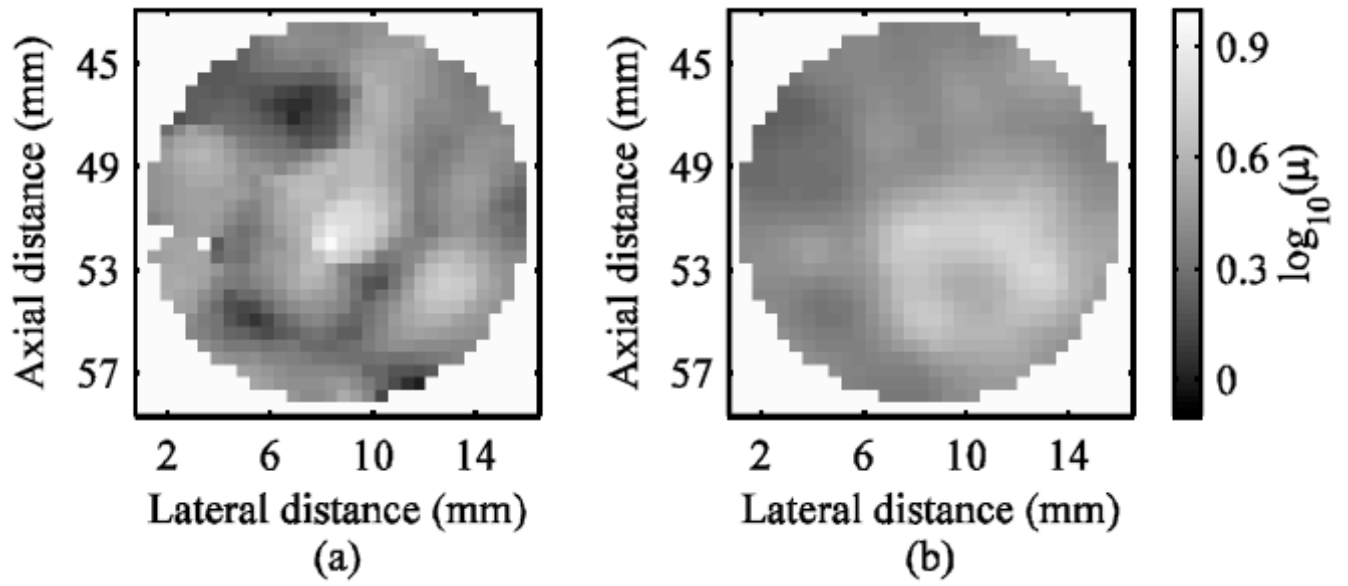 45
49
53
57
Axial distance (mm)
2 6 10 14
Lateral distance (mm)
(a)
45
49
53
57
Axial distance (mm)
2 6 10 14
Lateral distance (mm)
(b)
0.9
0.6
0.3
0
log10(μ)